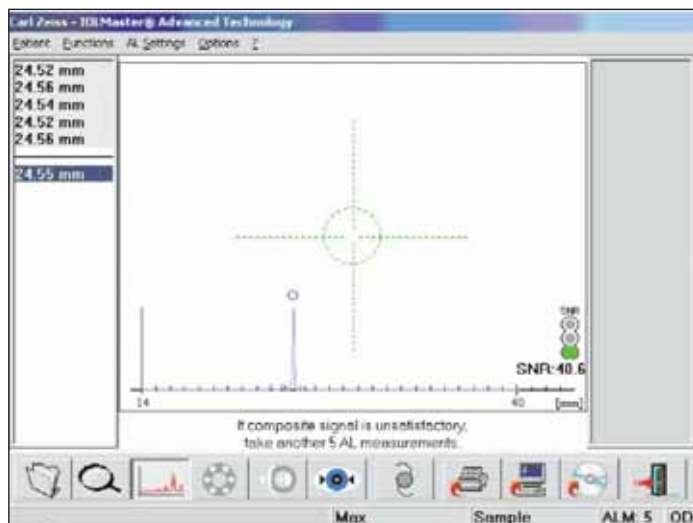 Carl Zeiss - IOLMaster® Advanced Technology
Patient Functions AL Settings Options ?
24.52 mm
24.56 mm
24.54 mm
24.52 mm
24.56 mm
24.55 mm
SNR
SNR: 40.6
14 40 [mm]
If composite signal is unsatisfactory,
take another 5 AL measurements.
Max Sample ALM: 5 OD